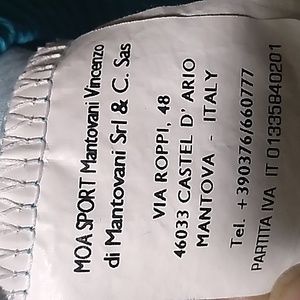 MOA SPORT Mantovani Vincenzo
di Mantovani Srl & C. Sas
VIA ROPPI, 48
46033 CASTEL D' ARIO
MANTOVA - ITALY
Tel. +390376/660777
PARTITA IVA IT 01335840201